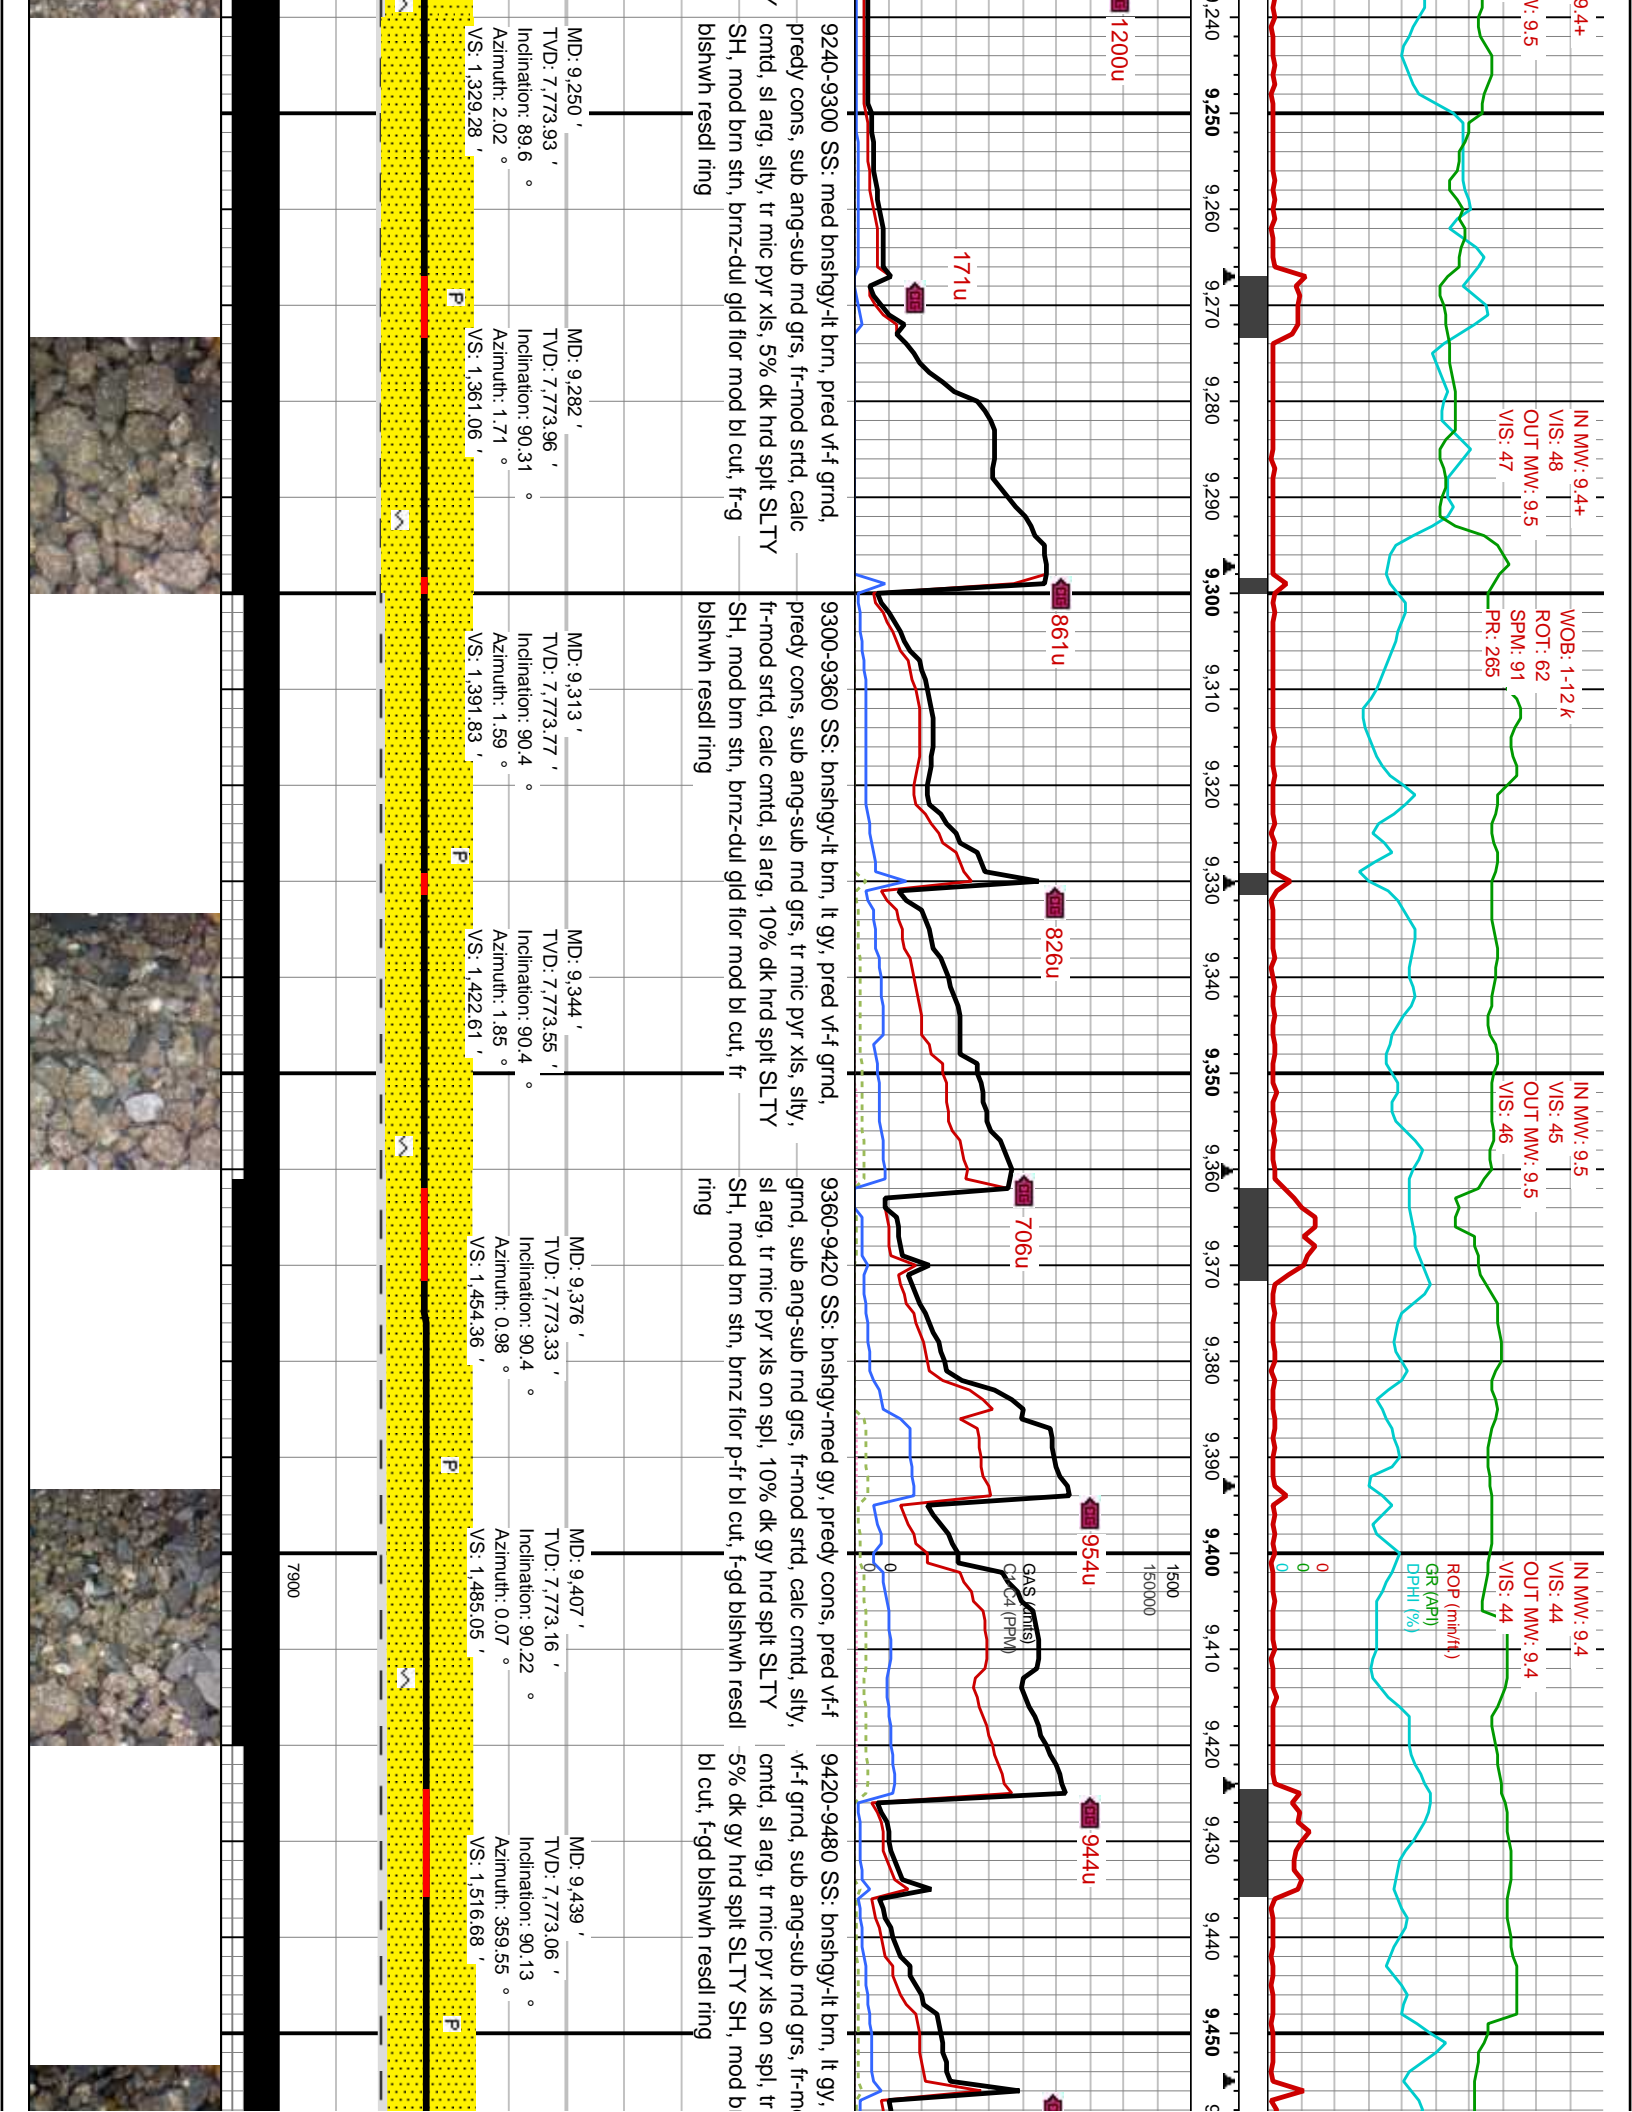 9.4+
V: 9.5
IN MW: 9.4+
VIS: 48
OUT MW: 9.5
VIS: 47
WOB: 1-12 k
ROT: 62
SPM: 91
PR: 265
IN MW: 9.5
VIS: 45
OUT MW: 9.5
VIS: 46
IN MW: 9.4
VIS: 44
OUT MW: 9.4
VIS: 44
ROP (min/ft.)
GR (API)
DPHI (%)
0
0
0
,240
9,250
9,260
9,270
9,280
9,290
9,300
9,310
9,320
9,330
9,340
9,350
9,360
9,370
9,380
9,390
9,400
9,410
9,420
9,430
9,440
9,450
1200u
171u
861u
826u
706u
954u
944u
1500
150000
GAS (units)
C1-C4 (PPM)
0
0
9240-9300 SS: med bnshgy-lt brn, pred vf-f grnd,
predy cons, sub ang-sub rnd grs, fr-mod srtd, calc
cmtd, sl arg, slty, tr mic pyr xls, 5% dk hrd splt SLTY
SH, mod brn stn, brnz-dul gld flor mod bl cut, fr-g
blshwh resdl ring
9300-9360 SS: bnshgy-lt brn, lt gy, pred vf-f grnd,
predy cons, sub ang-sub rnd grs, tr mic pyr xls, slty,
fr-mod srtd, calc cmtd, sl arg, 10% dk hrd splt SLTY
SH, mod brn stn, brnz-dul gld flor mod bl cut, fr
blshwh resdl ring
9360-9420 SS: bnshgy-med gy, predy cons, pred vf-f
grnd, sub ang-sub rnd grs, fr-mod srtd, calc cmtd, slty,
sl arg, tr mic pyr xls on spl, 10% dk gy hrd splt SLTY
SH, mod brn stn, brnz flor p-fr bl cut, f-gd blshwh resdl
ring
9420-9480 SS: bnshgy-lt brn, lt gy,
vf-f grnd, sub ang-sub rnd grs, fr-m
cmtd, sl arg, tr mic pyr xls on spl, tr
5% dk gy hrd splt SLTY SH, mod b
bl cut, f-gd blshwh resdl ring
MD: 9,250 '
TVD: 7,773.93 '
Inclination: 89.6 °
Azimuth: 2.02 °
VS: 1,329.28 '
MD: 9,282 '
TVD: 7,773.96 '
Inclination: 90.31 °
Azimuth: 1.71 °
VS: 1,361.06 '
MD: 9,313 '
TVD: 7,773.77 '
Inclination: 90.4 °
Azimuth: 1.59 °
VS: 1,391.83 '
MD: 9,344 '
TVD: 7,773.55 '
Inclination: 90.4 °
Azimuth: 1.85 °
VS: 1,422.61 '
MD: 9,376 '
TVD: 7,773.33 '
Inclination: 90.4 °
Azimuth: 0.98 °
VS: 1,454.36 '
MD: 9,407 '
TVD: 7,773.16 '
Inclination: 90.22 °
Azimuth: 0.07 °
VS: 1,485.05 '
MD: 9,439 '
TVD: 7,773.06 '
Inclination: 90.13 °
Azimuth: 359.55 °
VS: 1,516.68 '
P
P
P
P
7900